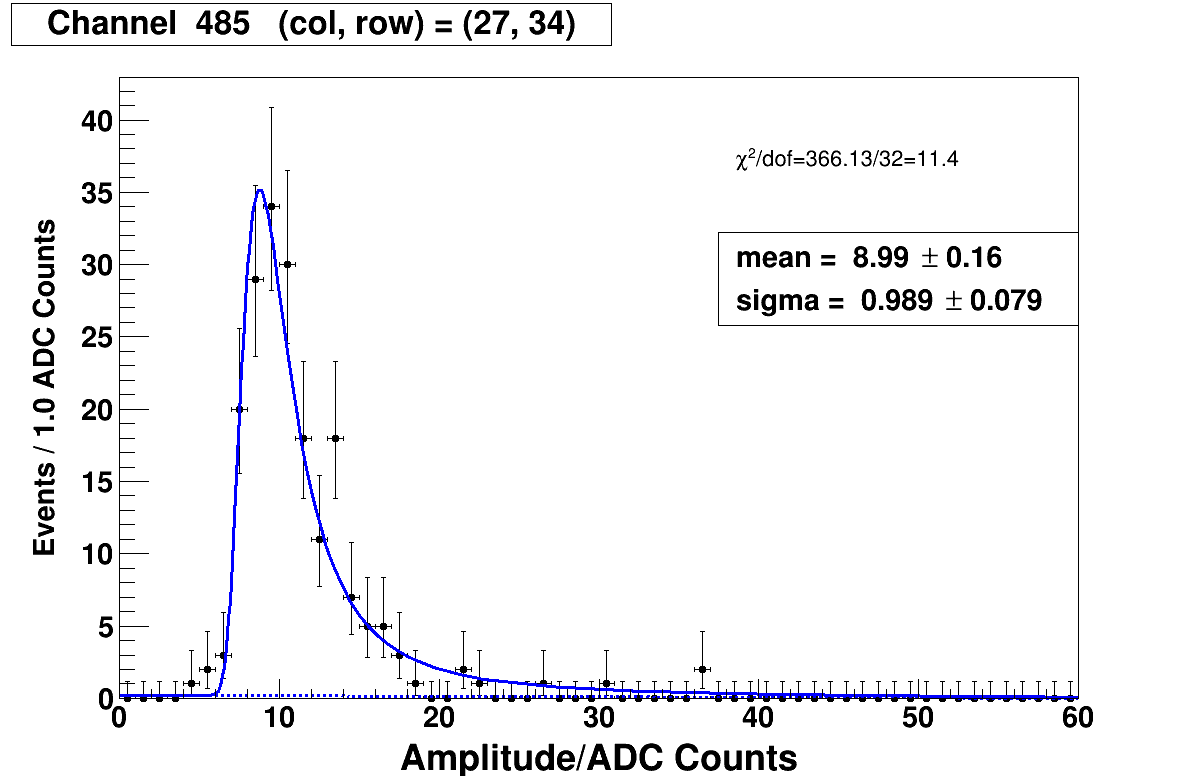 Channel 485 (col, row) = (27, 34)
Events / 1.0 ADC Counts
40
35
30
25
20
15
10
5
0
χ²/dof=366.13/32=11.4
mean = 8.99 ± 0.16
sigma = 0.989 ± 0.079
0 10 20 30 40 50 60
Amplitude/ADC Counts